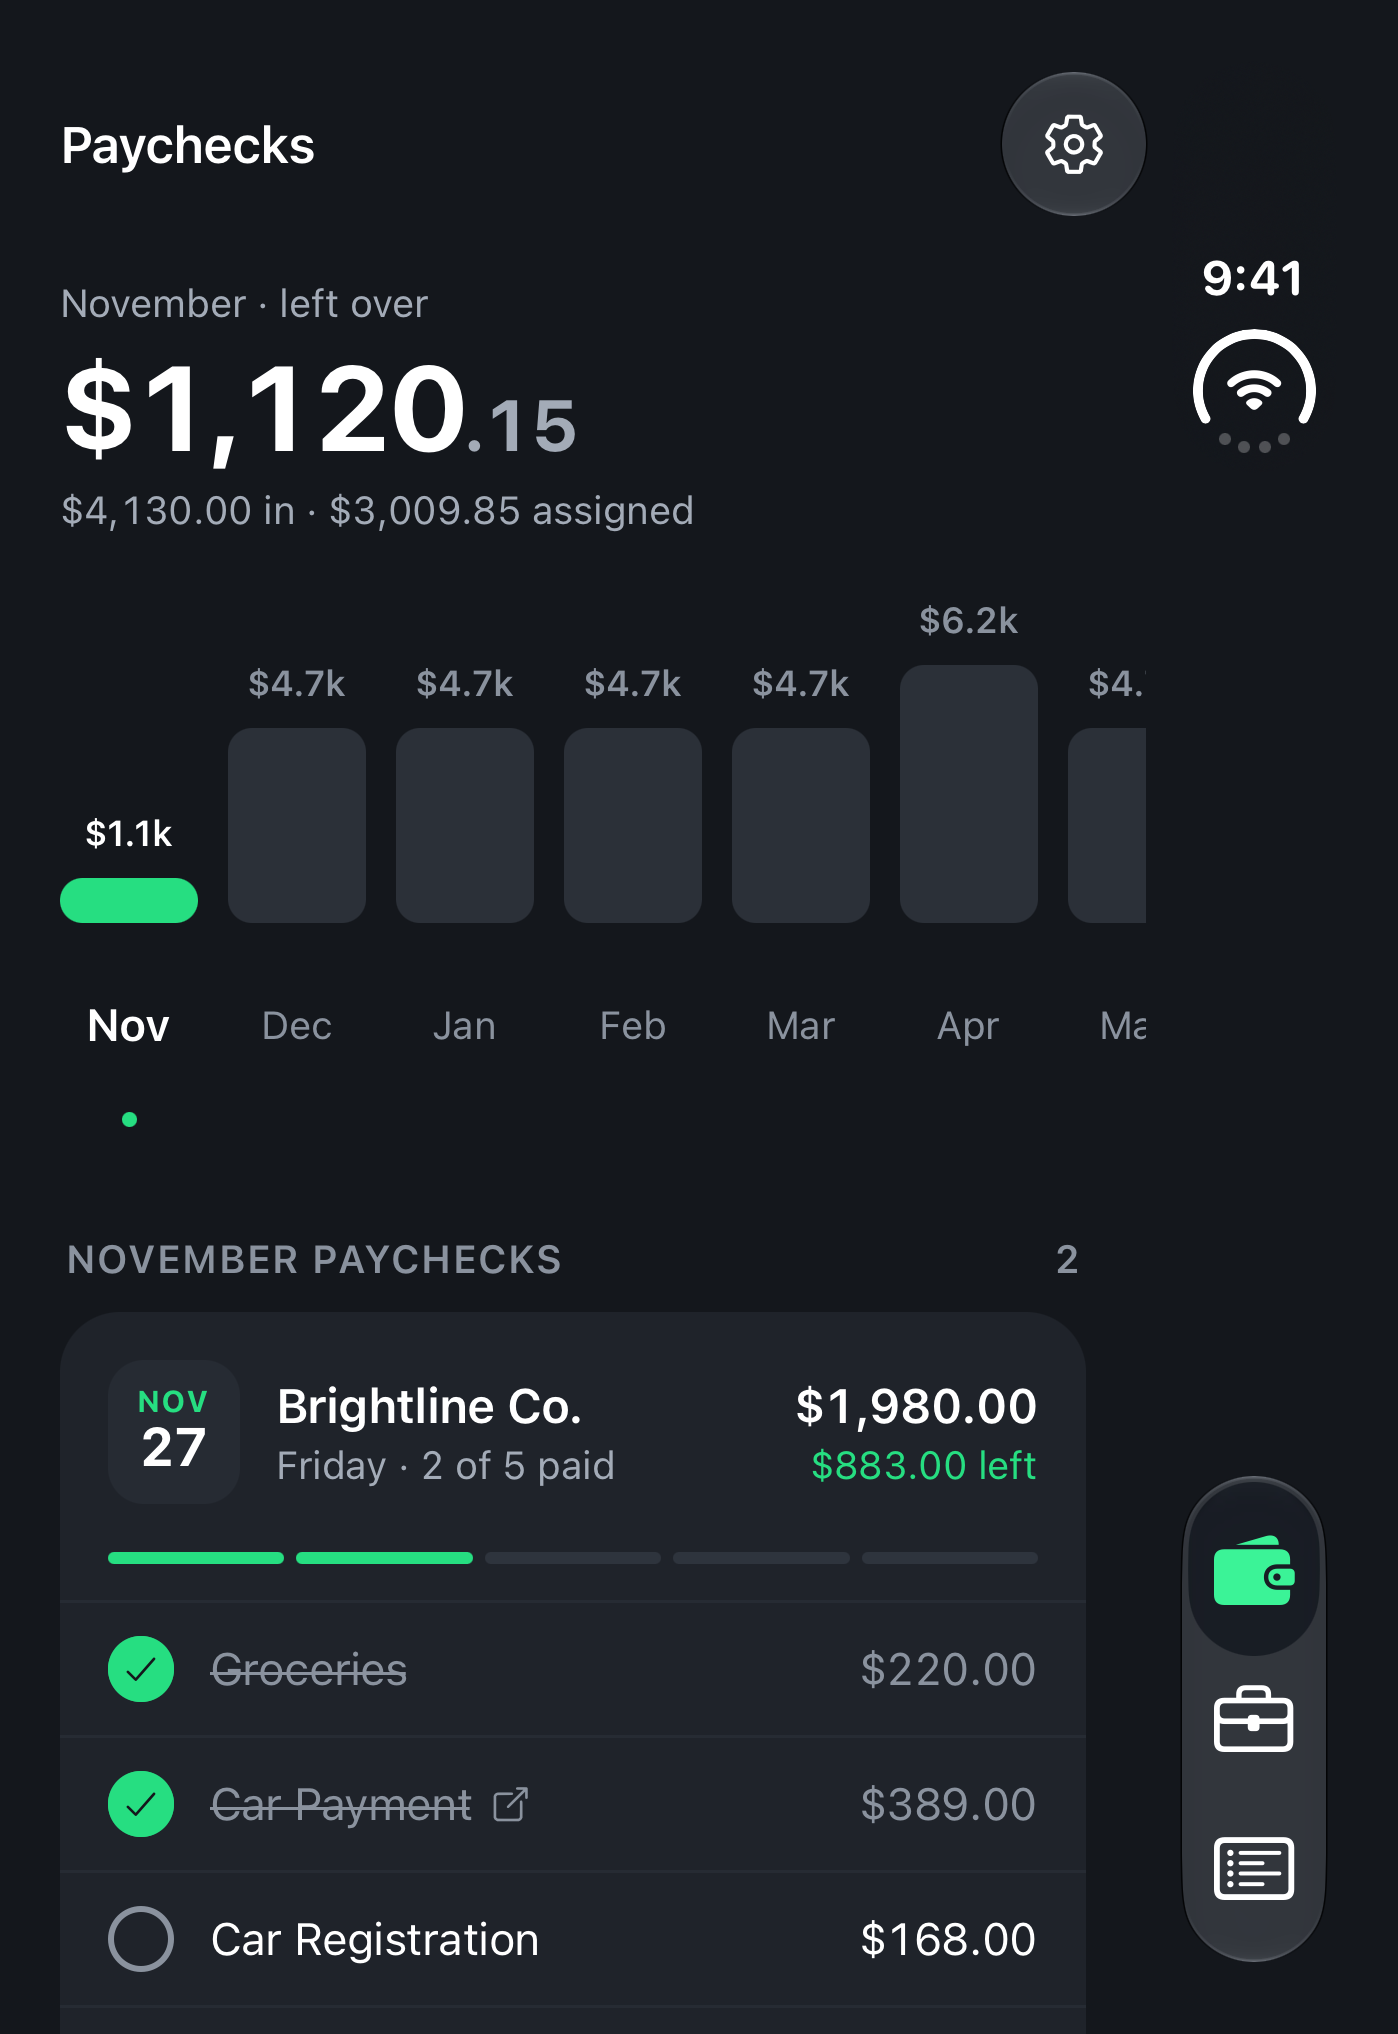 Paychecks
9:41
November · left over
$1,120.15
$4,130.00 in · $3,009.85 assigned
$1.1k $4.7k $4.7k $4.7k $4.7k $6.2k $4.
Nov Dec Jan Feb Mar Apr Ma
NOVEMBER PAYCHECKS 2
NOV
27
Brightline Co. $1,980.00
Friday · 2 of 5 paid $883.00 left
Groceries $220.00
Car Payment $389.00
Car Registration $168.00